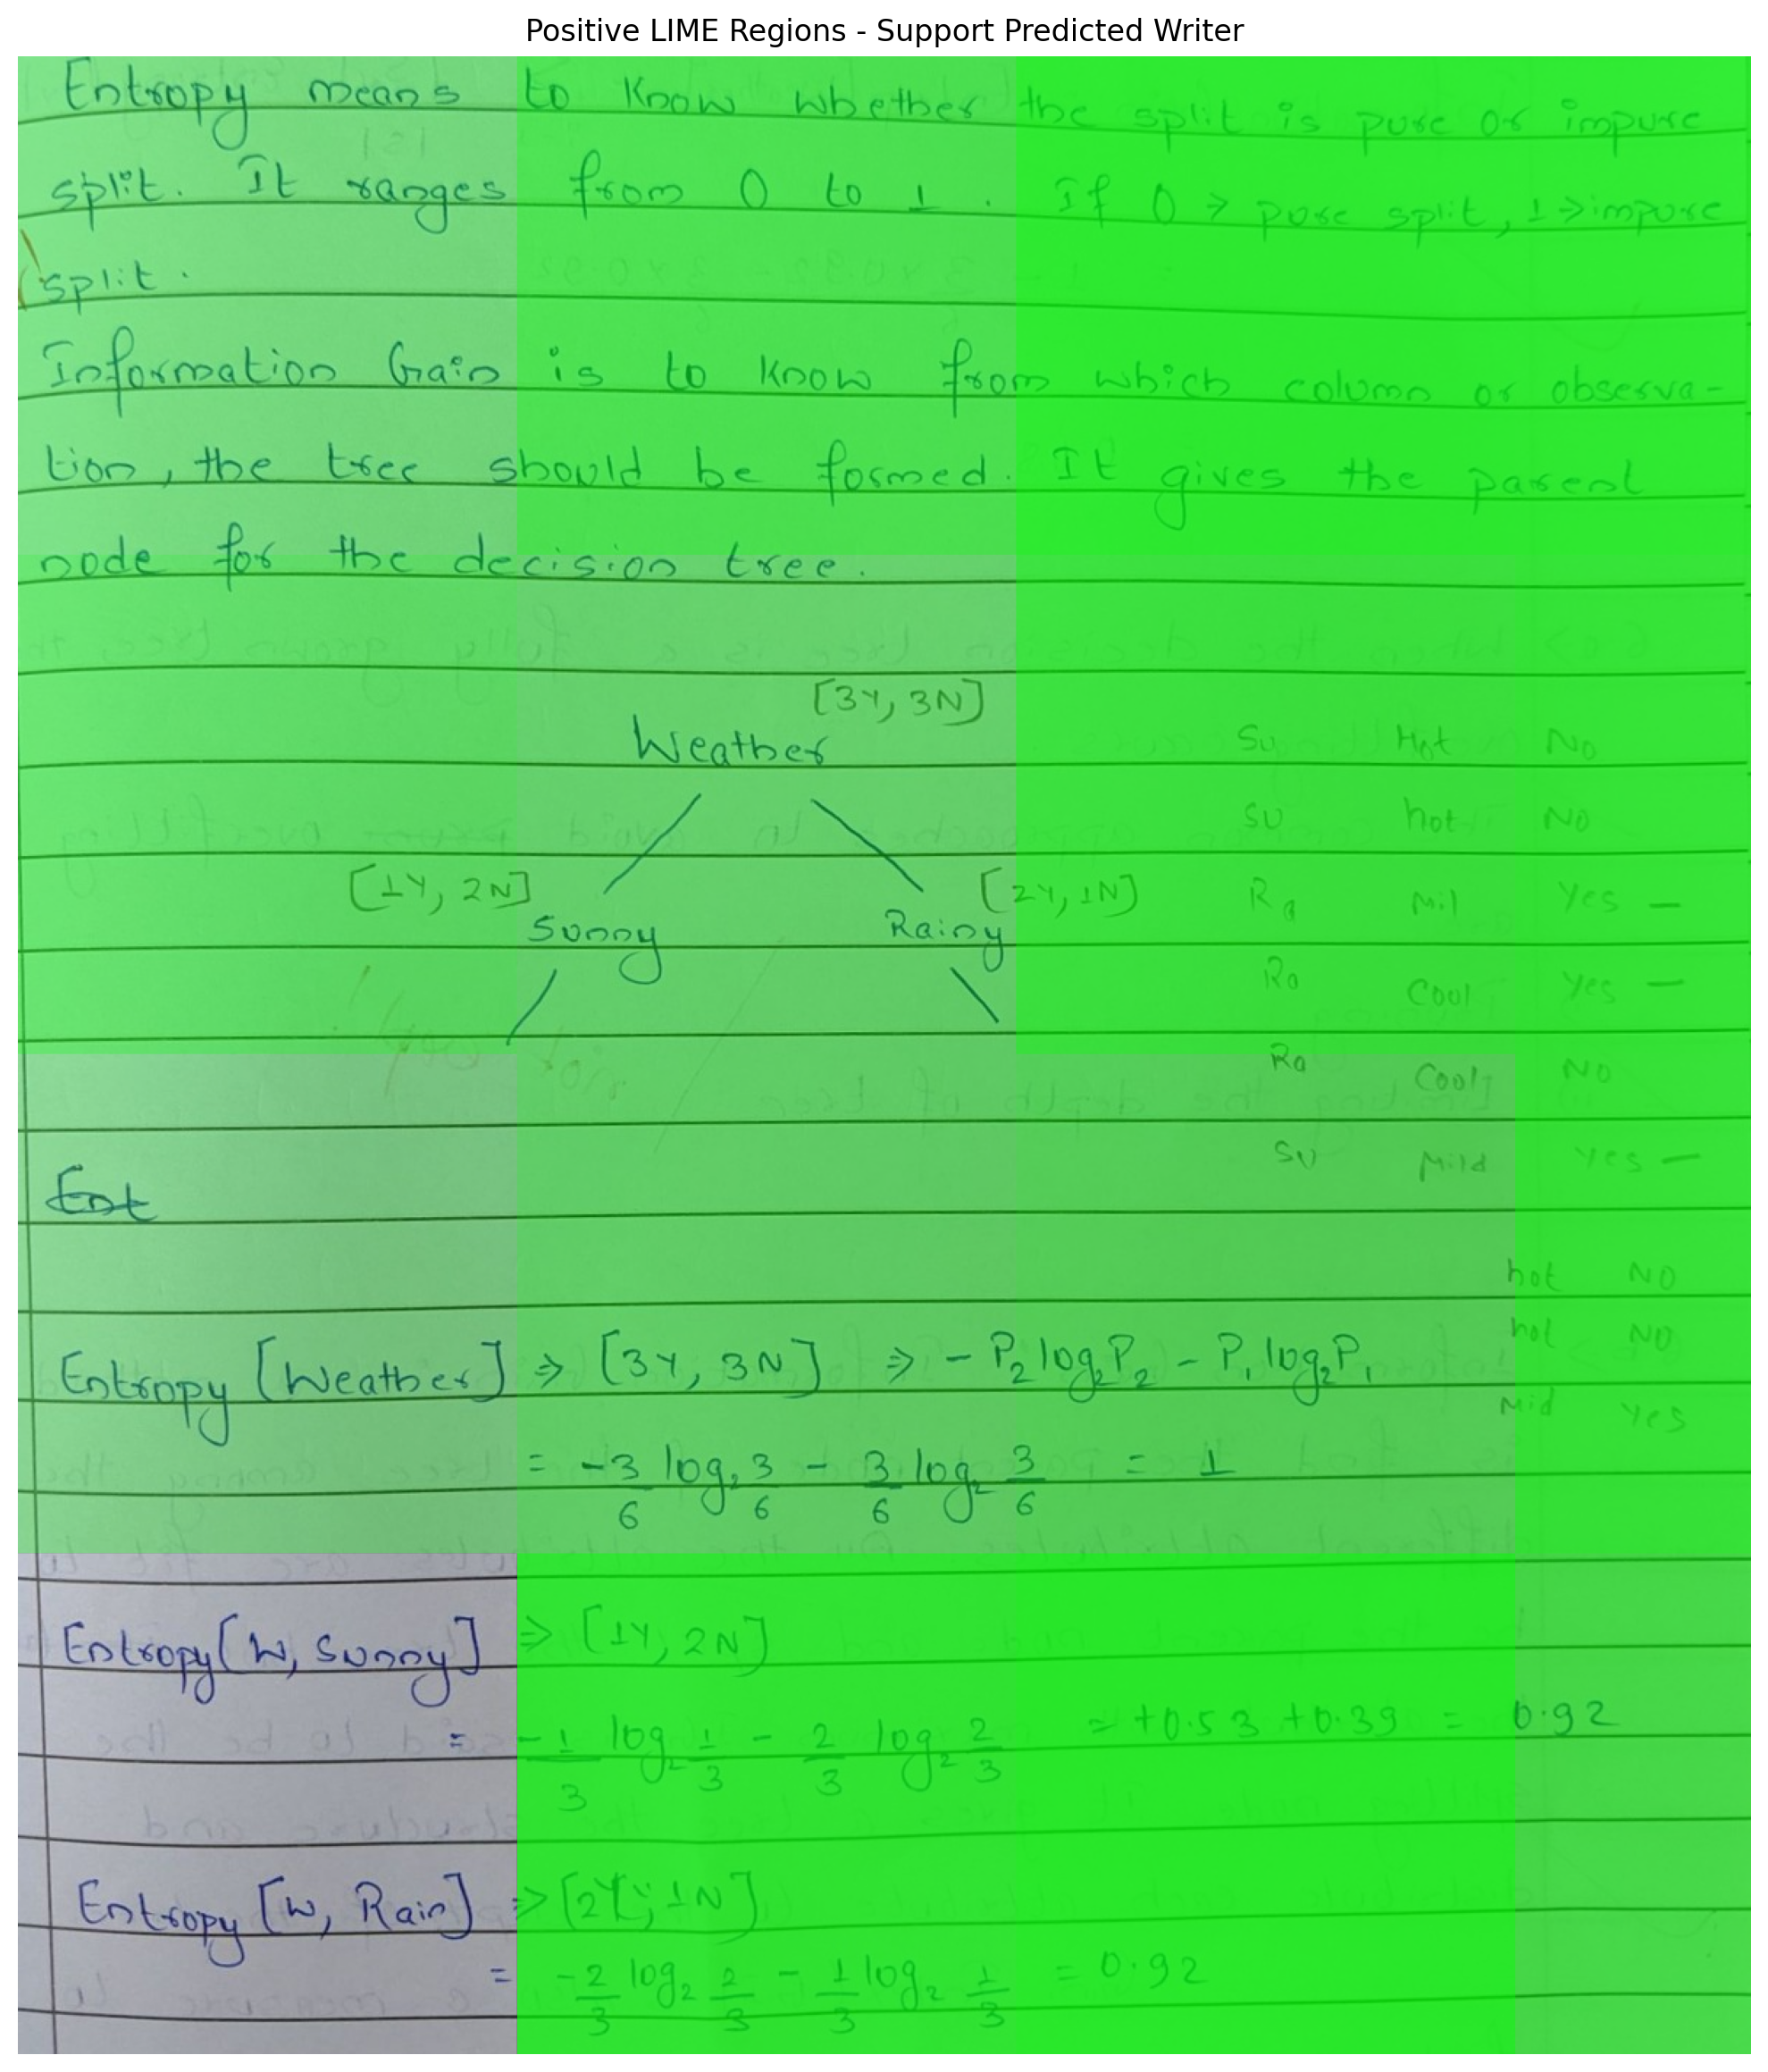 Positive LIME Regions - Support Predicted Writer
Entropy means to know whether the split is pure or impure
split. It ranges from 0 to 1. If 0 → pure split, 1→impure
split.
Information Gain is to know from which column or observa-
tion, the tree should be formed. It gives the parent
node for the decision tree.
[3Y, 3N]
Weather
Su Hot No
Su hot No
[1Y, 2N] [2Y, 1N] Ra Mil Yes —
Sunny Rainy
Ra Cool Yes —
Ra Cool No
Su Mild Yes —
Ent
hot NO
hot NO
Entropy [Weather] ⇒ [3Y, 3N] ⇒ - P₂ log₂ P₂ - P₁ log₂ P₁
Mid Yes
= -3/6 log₂ 3/6 - 3/6 log₂ 3/6 = 1
Entropy [W, Sunny] ⇒ [1Y, 2N]
= -1/3 log₂ 1/3 - 2/3 log₂ 2/3 = +0.53 +0.39 = 0.92
Entropy [W, Rain] ⇒ [2Y, 1N]
= -2/3 log₂ 2/3 - 1/3 log₂ 1/3 = 0.92